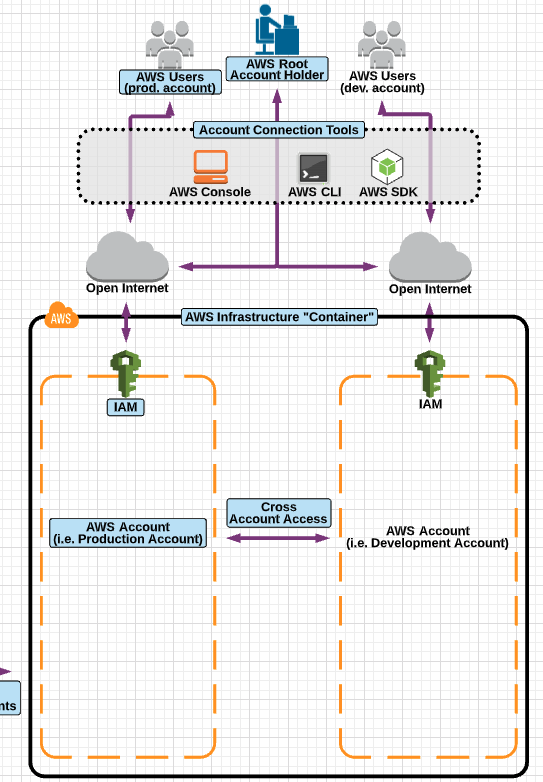 AWS Users
(prod. account)
AWS Root
Account Holder
AWS Users
(dev. account)
Account Connection Tools
AWS Console
AWS CLI
AWS SDK
Open Internet
Open Internet
AWS
AWS Infrastructure "Container"
IAM
IAM
Cross
Account Access
AWS Account
(i.e. Production Account)
AWS Account
(i.e. Development Account)
nts